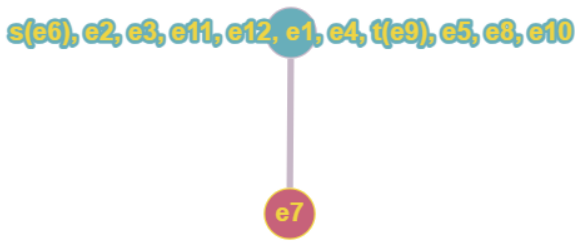 s(e6), e2, e3, e11, e12, e1, e4, t(e9), e5, e8, e10
e7